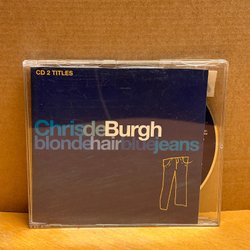 CD 2 TITLES
ChrisdeBurgh
blondehairbluejeans